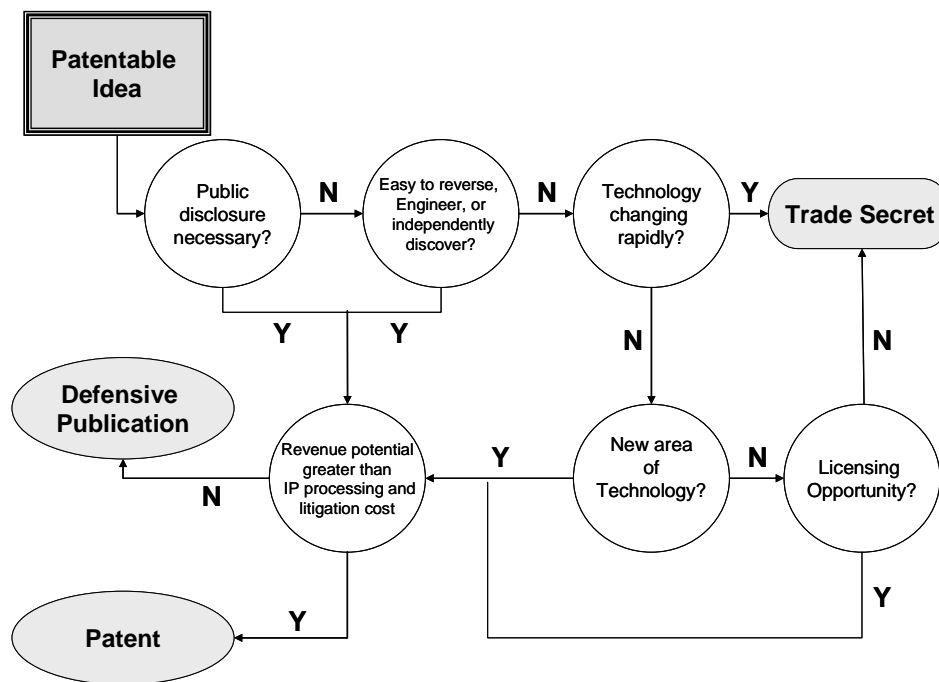 Patentable
Idea
Public
disclosure
necessary?
N
Easy to reverse,
Engineer, or
independently
discover?
N
Technology
changing
rapidly?
Y
Trade Secret
Y
Y
N
N
Defensive
Publication
Revenue potential
greater than
IP processing and
litigation cost
Y
New area
of
Technology?
N
Licensing
Opportunity?
N
Y
Y
Patent